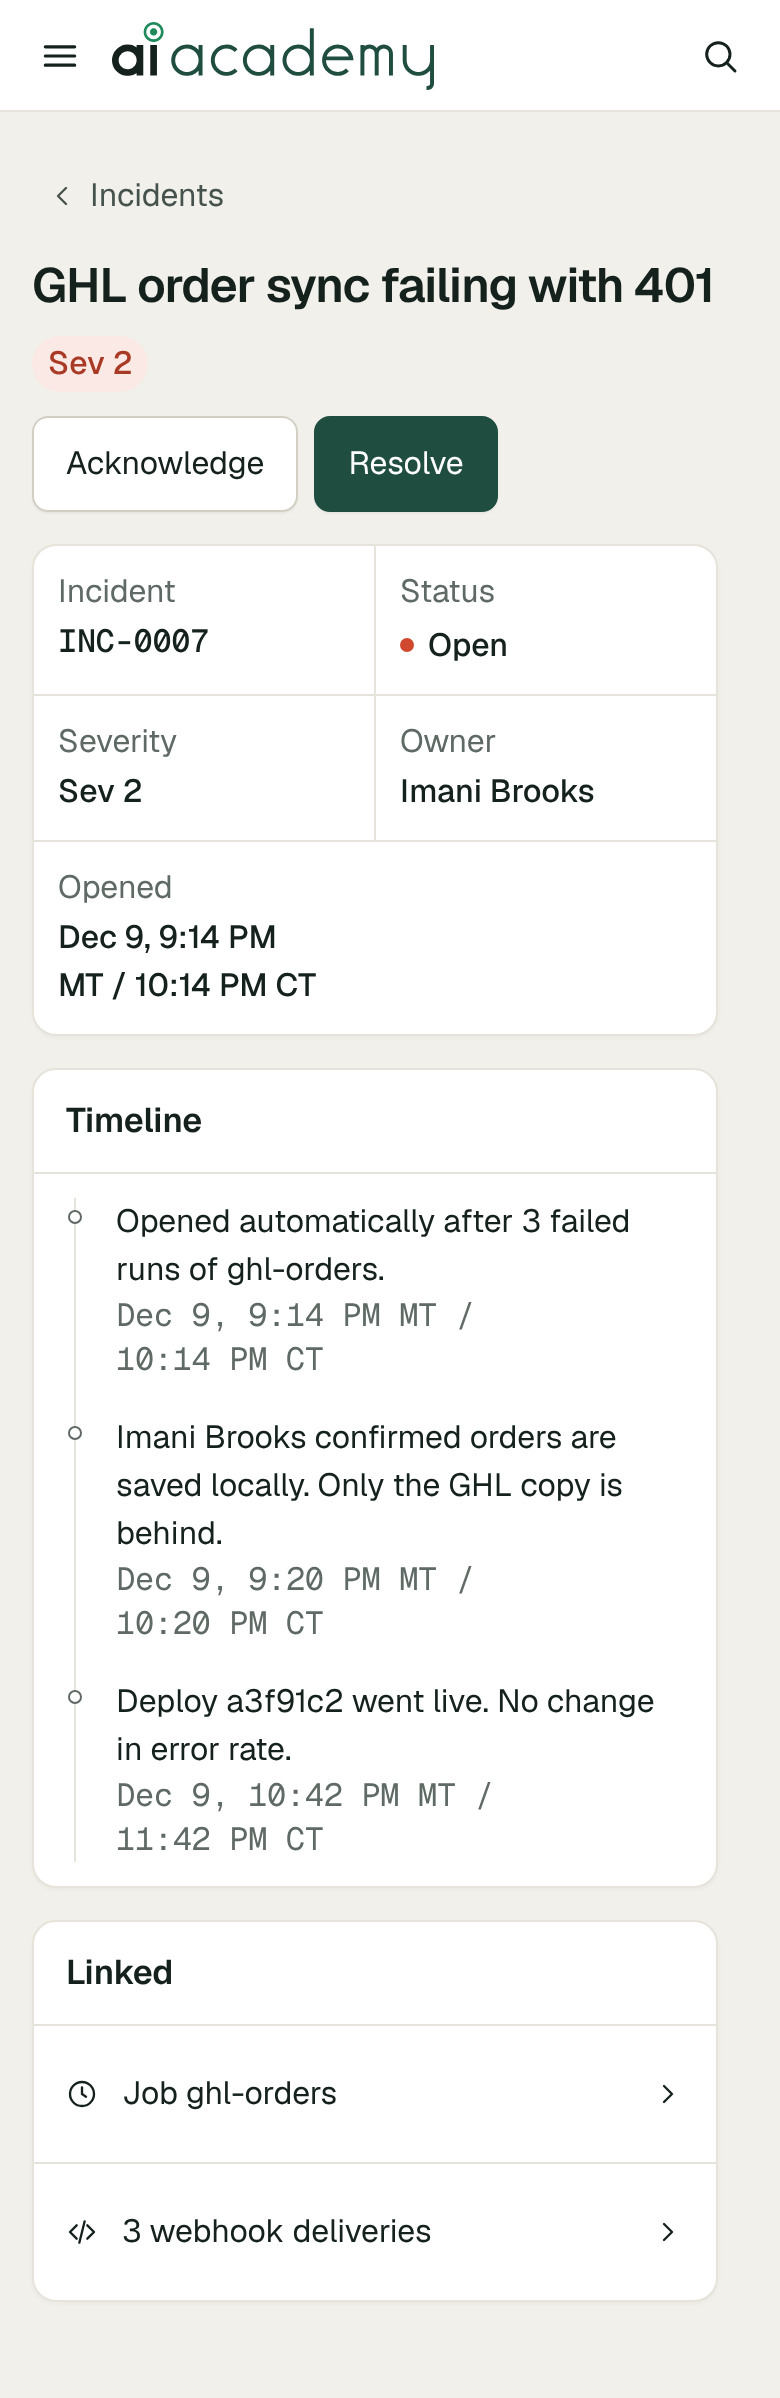 ai academy
Incidents
GHL order sync failing with 401
Sev 2
Acknowledge
Resolve
Incident
INC-0007
Status
Open
Severity
Sev 2
Owner
Imani Brooks
Opened
Dec 9, 9:14 PM
MT / 10:14 PM CT
Timeline
Opened automatically after 3 failed
runs of ghl-orders.
Dec 9, 9:14 PM MT /
10:14 PM CT
Imani Brooks confirmed orders are
saved locally. Only the GHL copy is
behind.
Dec 9, 9:20 PM MT /
10:20 PM CT
Deploy a3f91c2 went live. No change
in error rate.
Dec 9, 10:42 PM MT /
11:42 PM CT
Linked
Job ghl-orders
3 webhook deliveries